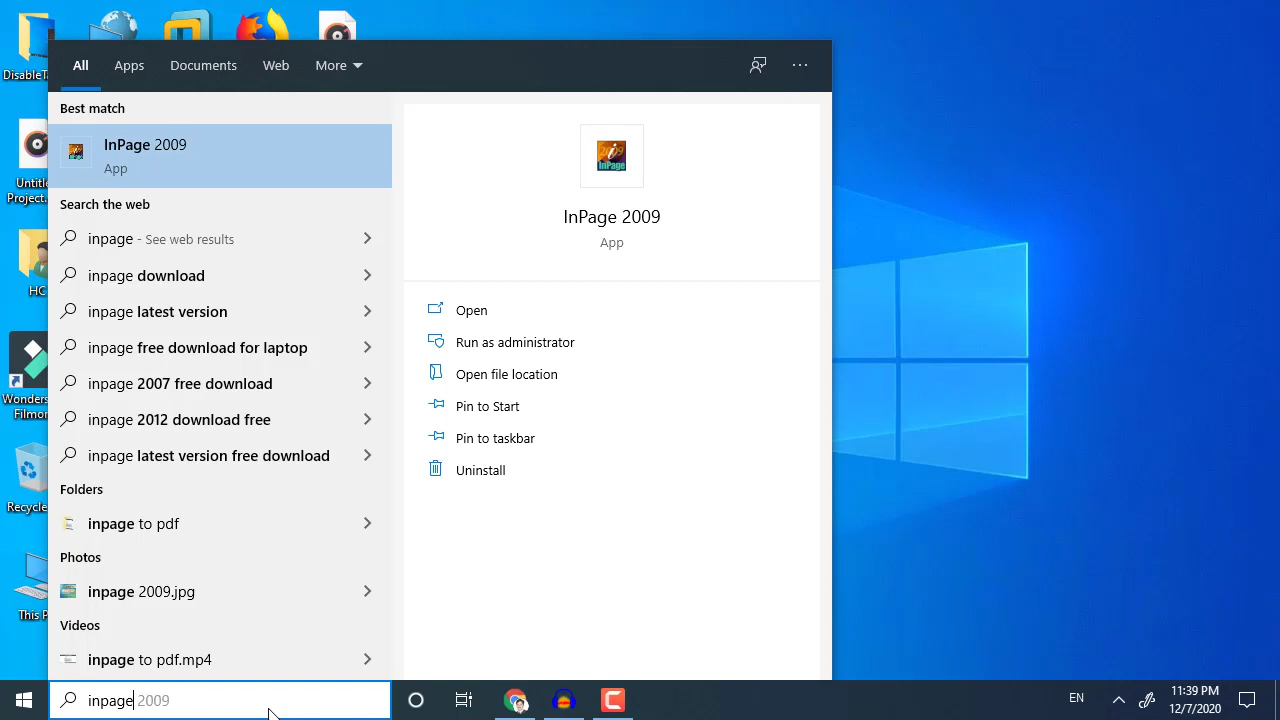 DisableT
Untitl
Project.
HC
Wonders
Filmor
Recycle
This P
All Apps Documents Web More
Best match
InPage 2009
App
Search the web
inpage - See web results
inpage download
inpage latest version
inpage free download for laptop
inpage 2007 free download
inpage 2012 download free
inpage latest version free download
Folders
inpage to pdf
Photos
inpage 2009.jpg
Videos
inpage to pdf.mp4
2009
InPage
InPage 2009
App
Open
Run as administrator
Open file location
Pin to Start
Pin to taskbar
Uninstall
inpage 2009
EN
11:39 PM
12/7/2020